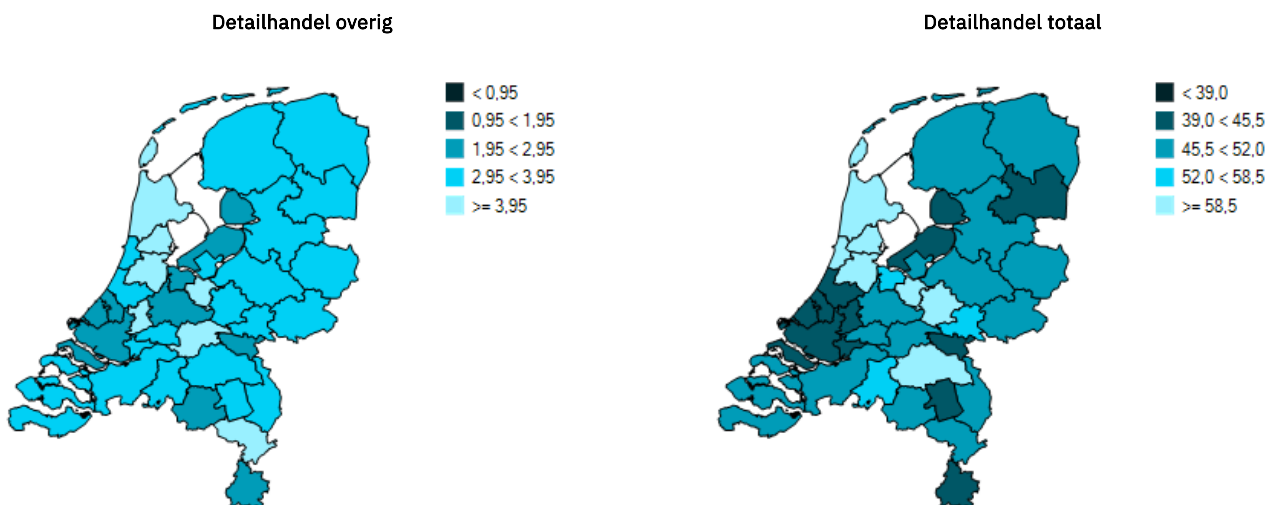 Detailhandel overig
< 0,95
0,95 < 1,95
1,95 < 2,95
2,95 < 3,95
>= 3,95
Detailhandel totaal
< 39,0
39,0 < 45,5
45,5 < 52,0
52,0 < 58,5
>= 58,5